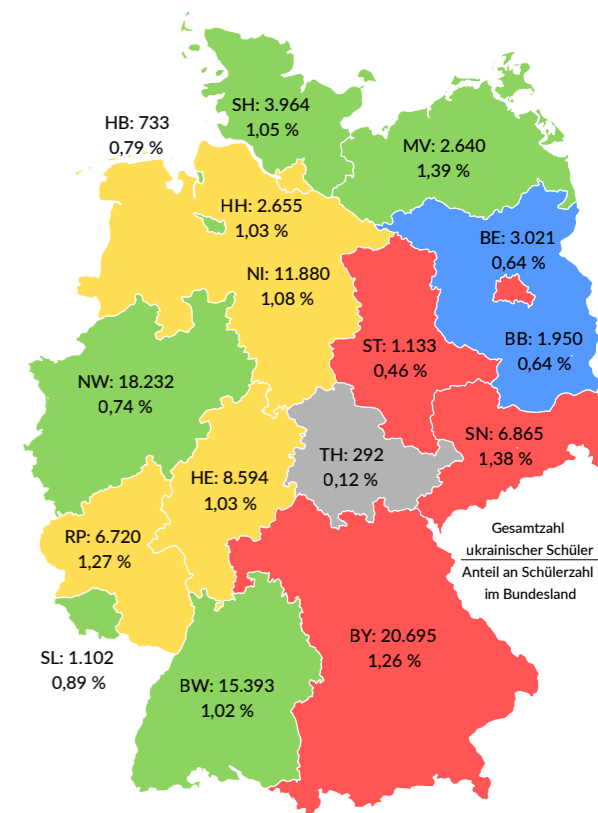 SH: 3.964
1,05 %
HB: 733
0,79 %
MV: 2.640
1,39 %
HH: 2.655
1,03 %
BE: 3.021
0,64 %
NI: 11.880
1,08 %
BB: 1.950
0,64 %
ST: 1.133
0,46 %
NW: 18.232
0,74 %
SN: 6.865
1,38 %
TH: 292
0,12 %
HE: 8.594
1,03 %
RP: 6.720
1,27 %
Gesamtzahl
ukrainischer Schüler
Anteil an Schülerzahl
im Bundesland
BY: 20.695
1,26 %
SL: 1.102
0,89 %
BW: 15.393
1,02 %